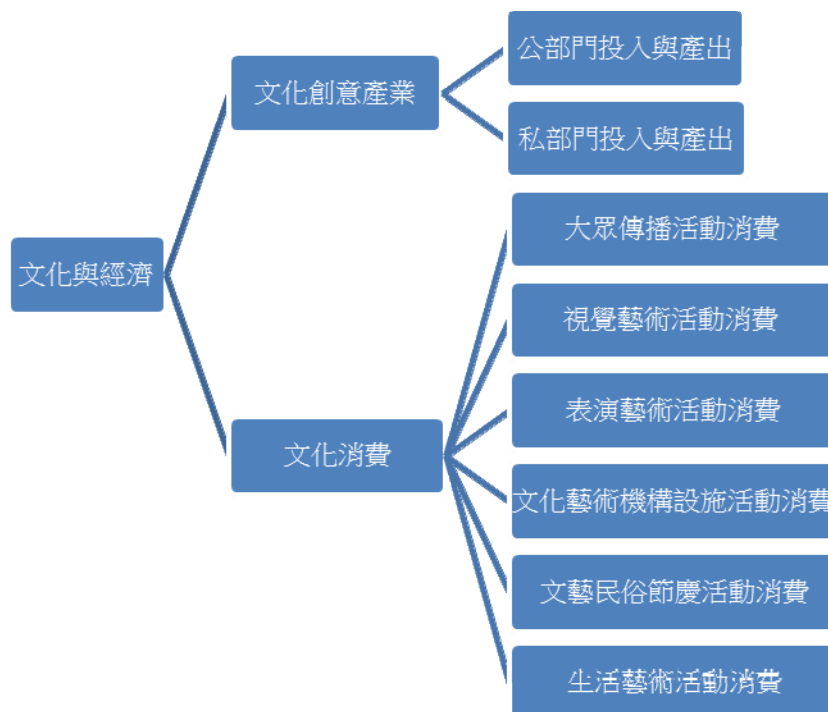 文化與經濟
文化創意產業
公部門投入與產出
私部門投入與產出
文化消費
大眾傳播活動消費
視覺藝術活動消費
表演藝術活動消費
文化藝術機構設施活動消費
文藝民俗節慶活動消費
生活藝術活動消費